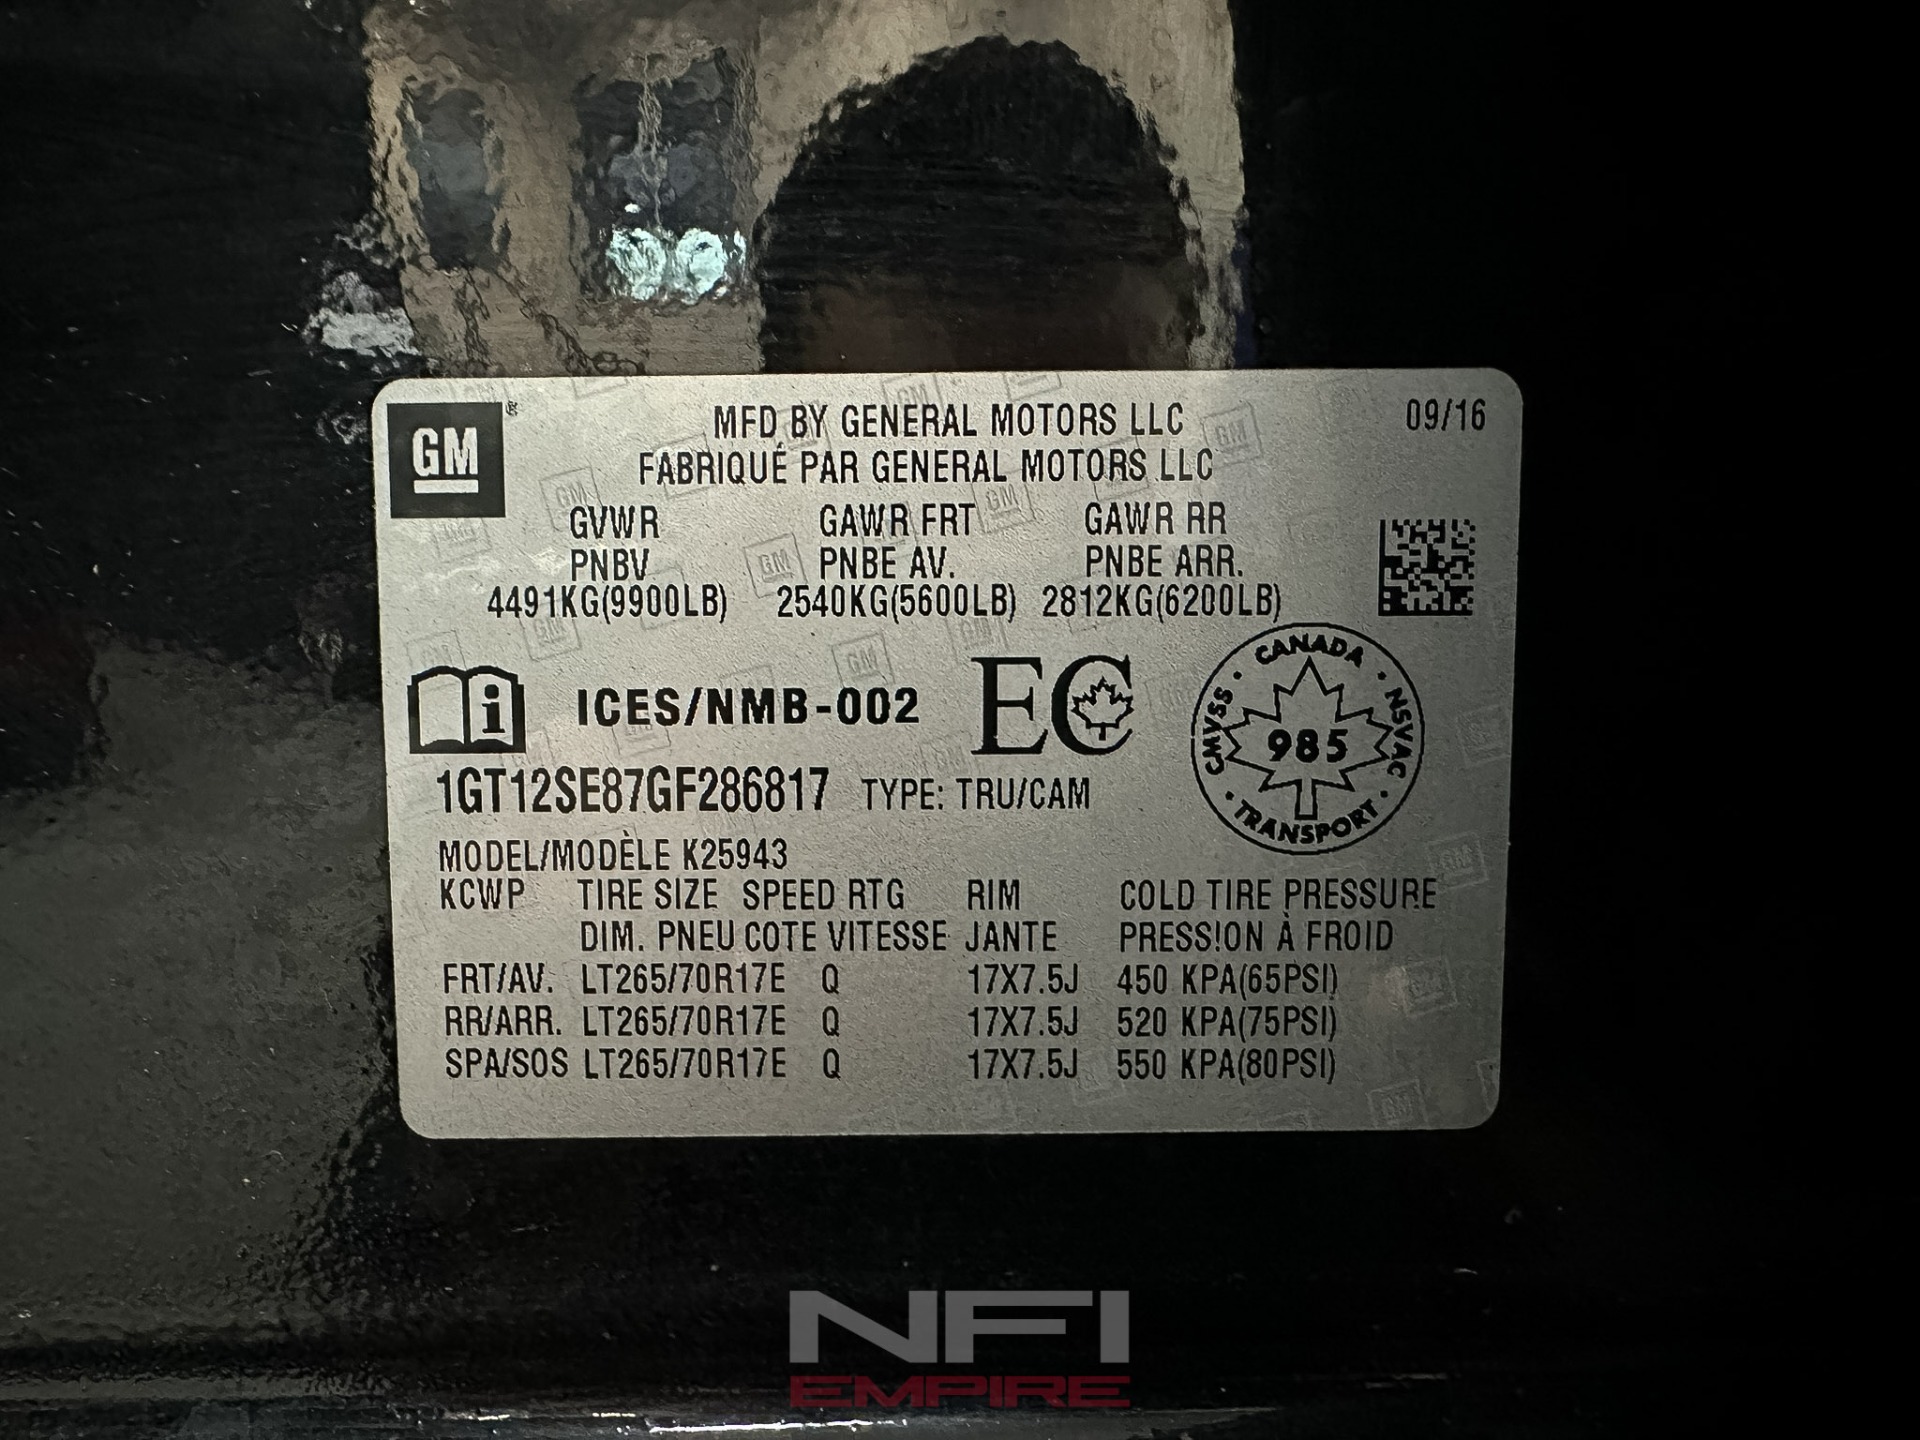 GM
MFD BY GENERAL MOTORS LLC
09/16
FABRIQUÉ PAR GENERAL MOTORS LLC
GVWR GAWR FRT GAWR RR
PNBV PNBE AV. PNBE ARR.
4491KG(9900LB) 2540KG(5600LB) 2812KG(6200LB)
i ICES/NMB-002 EC
CANADA
CMVSS 985 NSVAC
TRANSPORT
1GT12SE87GF286817 TYPE: TRU/CAM
MODEL/MODÈLE K25943
KCWP TIRE SIZE SPEED RTG RIM COLD TIRE PRESSURE
DIM. PNEU COTE VITESSE JANTE PRESSION À FROID
FRT/AV. LT265/70R17E Q 17X7.5J 450 KPA(65PSI)
RR/ARR. LT265/70R17E Q 17X7.5J 520 KPA(75PSI)
SPA/SOS LT265/70R17E Q 17X7.5J 550 KPA(80PSI)
NFI
EMPIRE